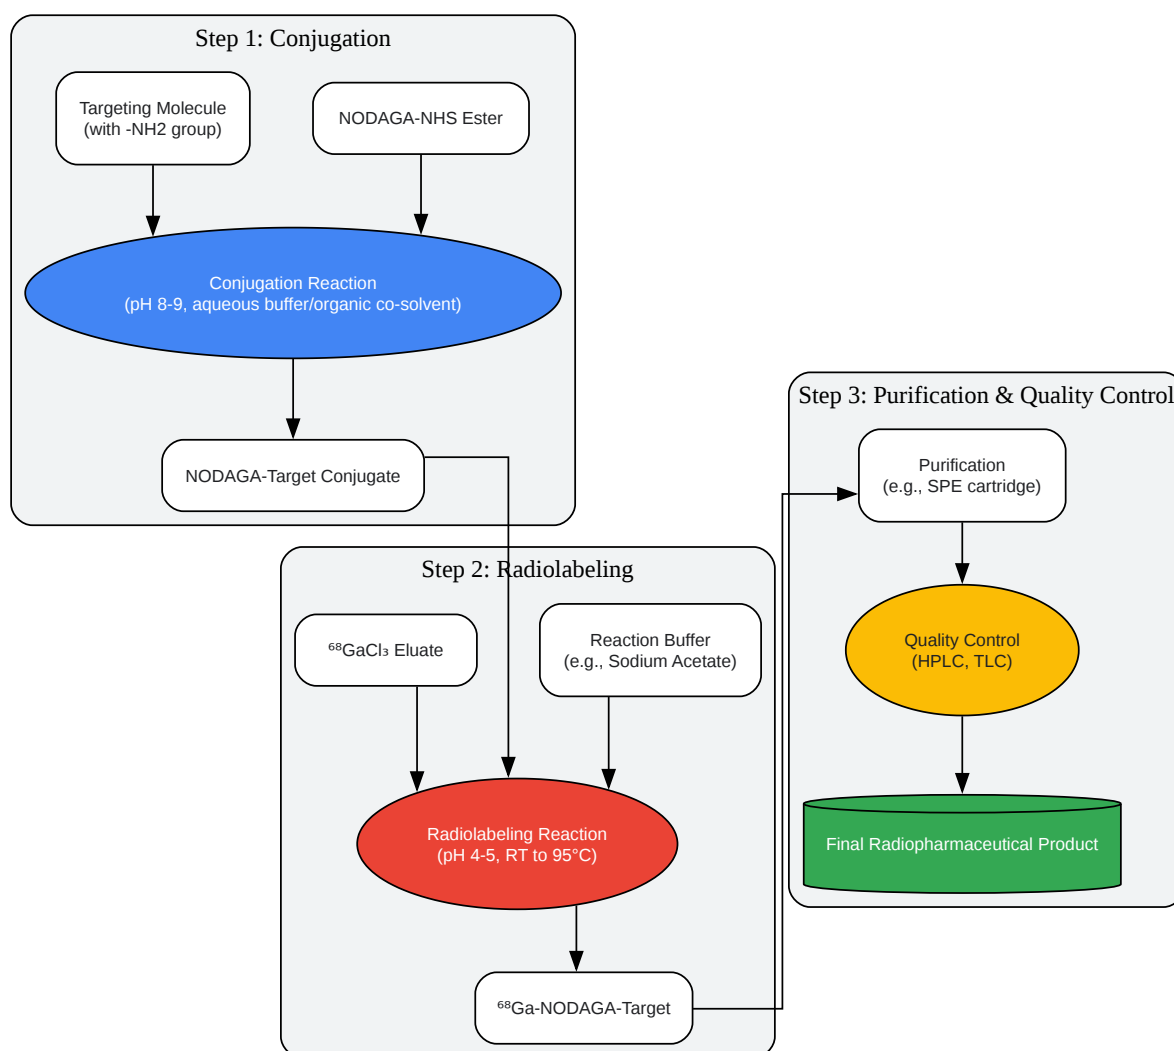 Step 1: Conjugation
Targeting Molecule
(with -NH2 group)
NODAGA-NHS Ester
Conjugation Reaction
(pH 8-9, aqueous buffer/organic co-solvent)
NODAGA-Target Conjugate
Step 2: Radiolabeling
⁶⁸GaCl₃ Eluate
Reaction Buffer
(e.g., Sodium Acetate)
Radiolabeling Reaction
(pH 4-5, RT to 95°C)
⁶⁸Ga-NODAGA-Target
Step 3: Purification & Quality Control
Purification
(e.g., SPE cartridge)
Quality Control
(HPLC, TLC)
Final Radiopharmaceutical Product